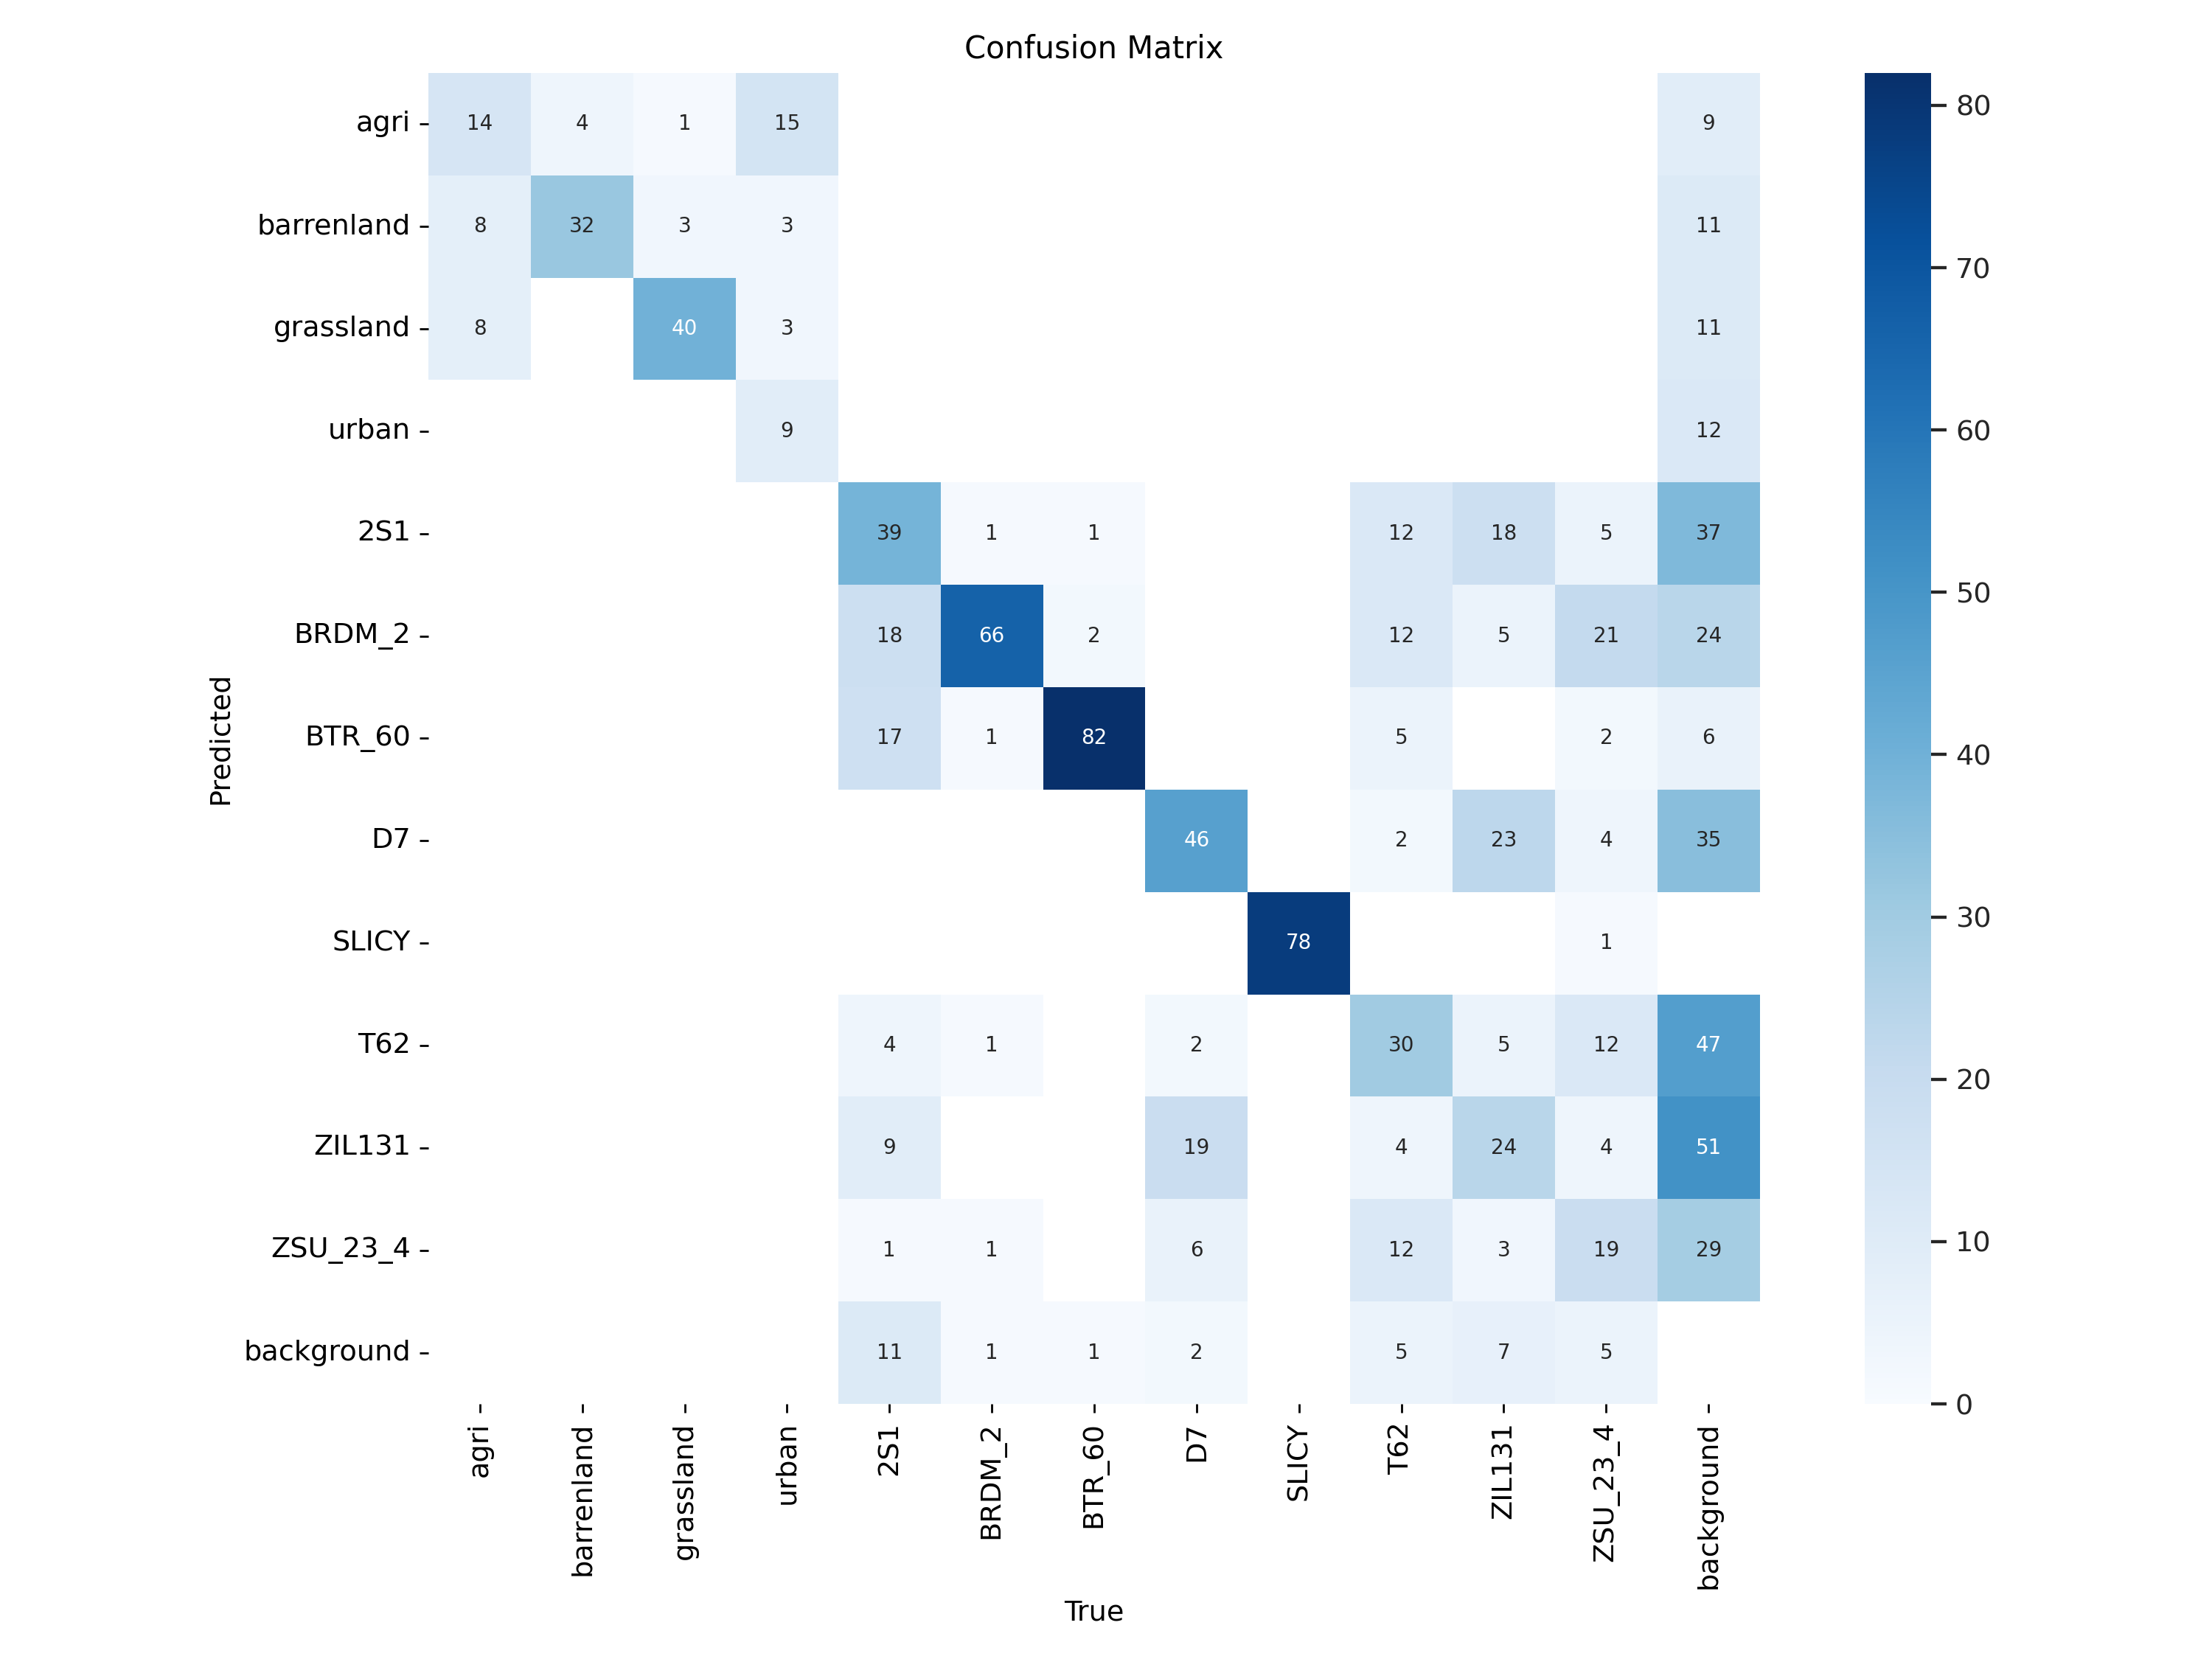 Confusion Matrix
agri 14 4 1 15 9
barrenland 8 32 3 3 11
grassland 8 40 3 11
urban 9 12
2S1 39 1 1 12 18 5 37
BRDM_2 18 66 2 12 5 21 24
BTR_60 17 1 82 5 2 6
D7 46 2 23 4 35
SLICY 78 1
T62 4 1 2 30 5 12 47
ZIL131 9 19 4 24 4 51
ZSU_23_4 1 1 6 12 3 19 29
background 11 1 1 2 5 7 5
Predicted
agri barrenland grassland urban 2S1 BRDM_2 BTR_60 D7 SLICY T62 ZIL131 ZSU_23_4 background
True
80
70
60
50
40
30
20
10
0